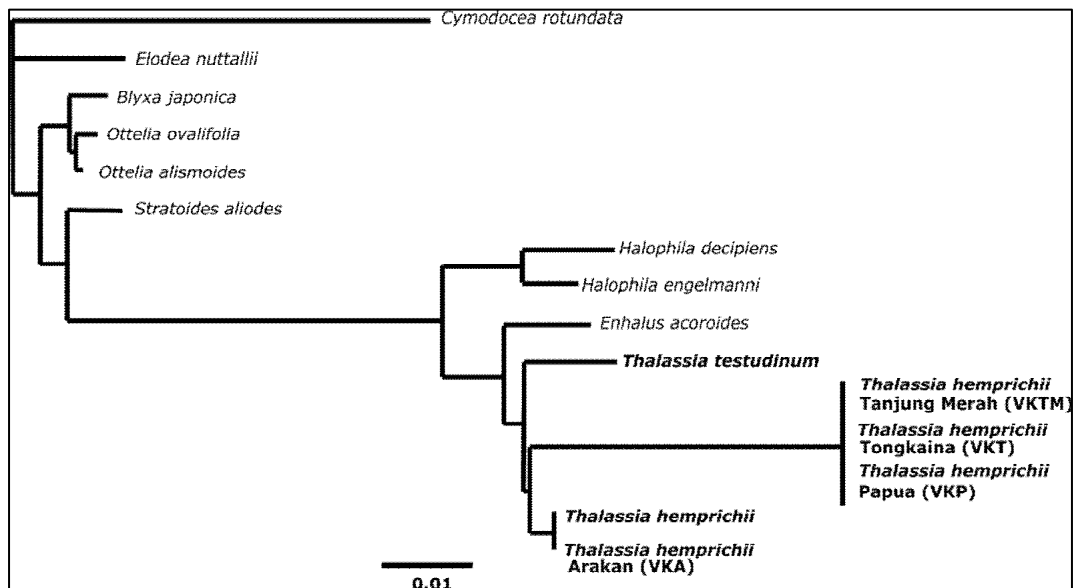 Cymodocea rotundata
Elodea nuttallii
Blyxa japonica
Ottelia ovalifolia
Ottelia alismoides
Stratoides aliodes
Halophila decipiens
Halophila engelmanni
Enhalus acoroides
Thalassia testudinum
Thalassia hemprichii
Tanjung Merah (VKTM)
Thalassia hemprichii
Tongkaina (VKT)
Thalassia hemprichii
Papua (VKP)
Thalassia hemprichii
Thalassia hemprichii
Arakan (VKA)
0.01